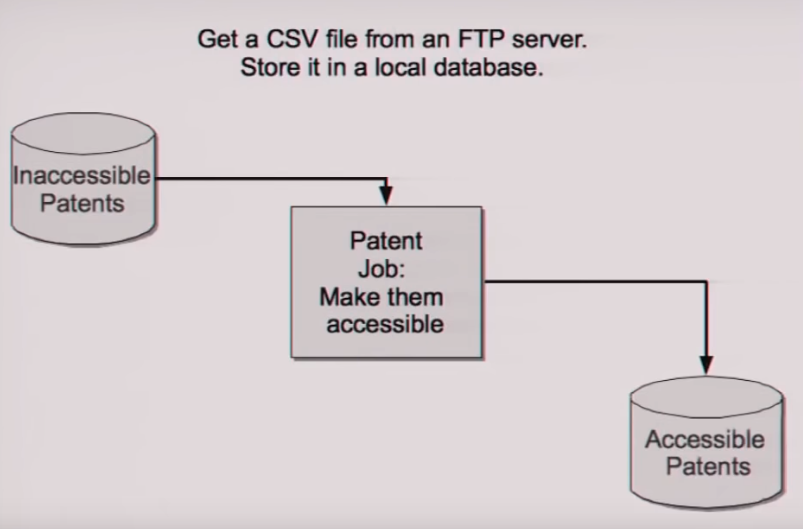 Get a CSV file from an FTP server.
Store it in a local database.
Inaccessible
Patents
Patent
Job:
Make them
accessible
Accessible
Patents